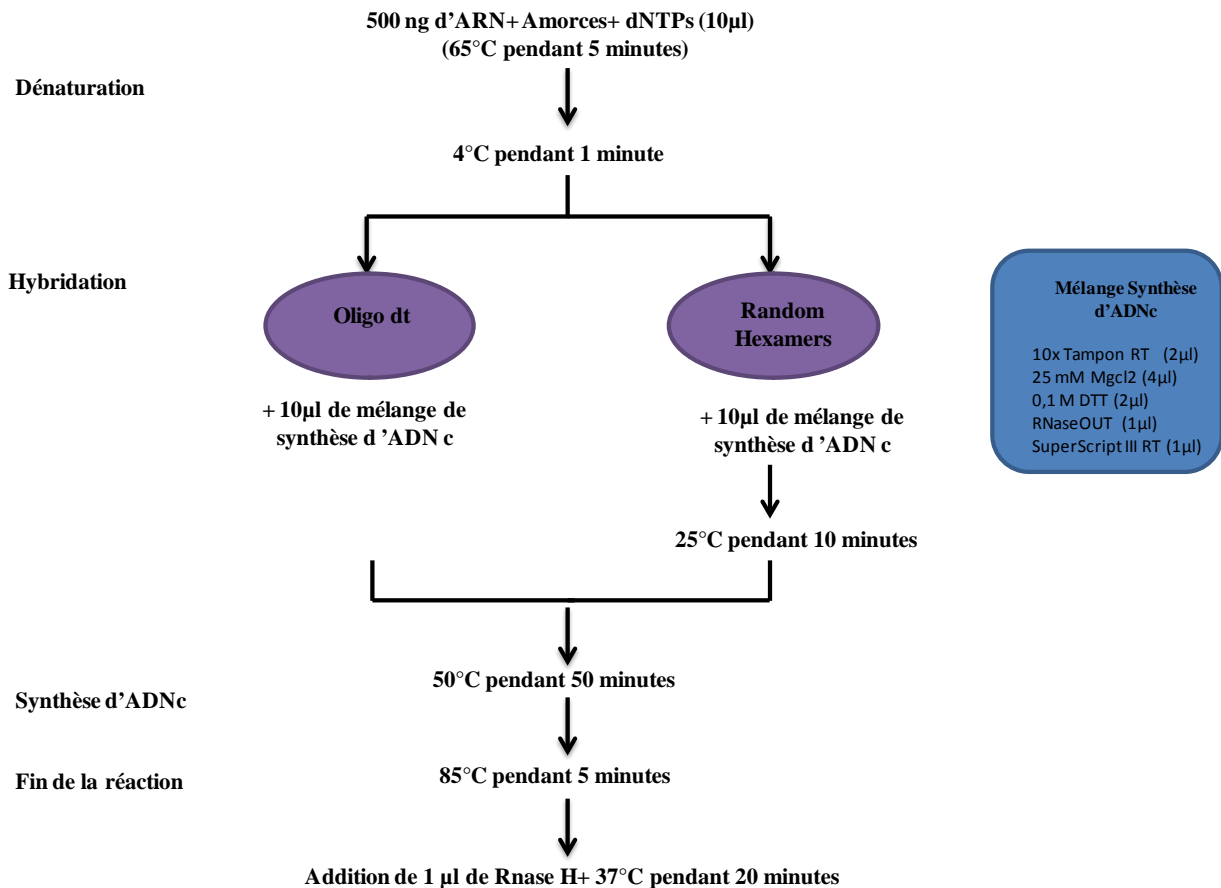 500 ng d’ARN+ Amorces+ dNTPs (10µl)
(65°C pendant 5 minutes)
Dénaturation
4°C pendant 1 minute
Hybridation
Oligo dt
Random
Hexamers
+ 10µl de mélange de
synthèse d ’ADN c
+ 10µl de mélange de
synthèse d ’ADN c
Mélange Synthèse
d’ADNc
10x Tampon RT (2µl)
25 mM Mgcl2 (4µl)
0,1 M DTT (2µl)
RNaseOUT (1µl)
SuperScript III RT (1µl)
25°C pendant 10 minutes
50°C pendant 50 minutes
Synthèse d’ADNc
85°C pendant 5 minutes
Fin de la réaction
Addition de 1 µl de Rnase H+ 37°C pendant 20 minutes